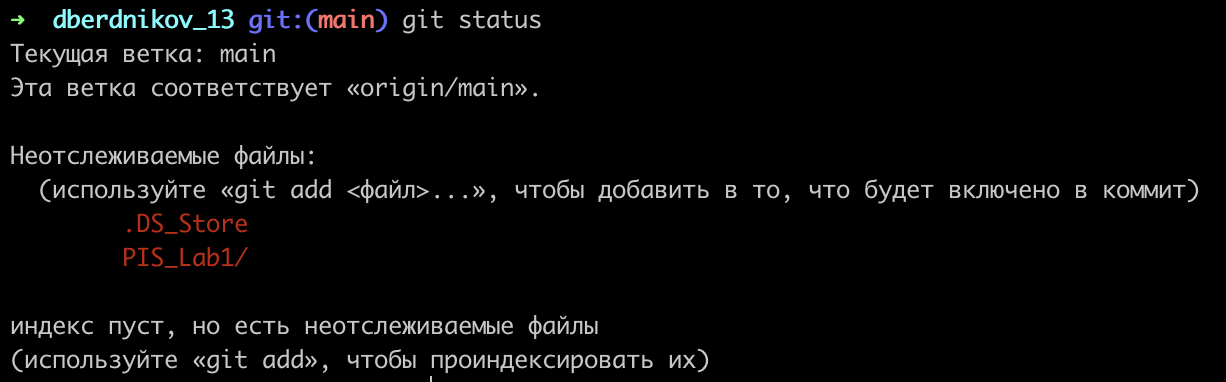 ➜  dberdnikov_13 git:(main) git status
Текущая ветка: main
Эта ветка соответствует «origin/main».
Неотслеживаемые файлы:
  (используйте «git add <файл>...», чтобы добавить в то, что будет включено в коммит)
        .DS_Store
        PIS_Lab1/
индекс пуст, но есть неотслеживаемые файлы
(используйте «git add», чтобы проиндексировать их)